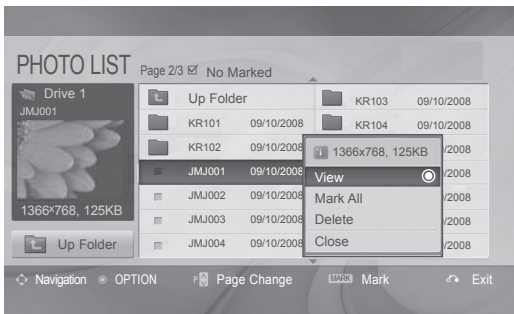 PHOTO LIST Page 2/3 No Marked
Drive 1
JMJ001
1366x768, 125KB
Up Folder
Up Folder
KR101 09/10/2008
KR102 09/10/2008
JMJ001 09/10/2008
JMJ002 09/10/2008
JMJ003 09/10/2008
JMJ004 09/10/2008
KR103 09/10/2008
KR104 09/10/2008
/2008
/2008
/2008
/2008
/2008
1366x768, 125KB
View
Mark All
Delete
Close
Navigation OPTION P Page Change MARK Mark Exit